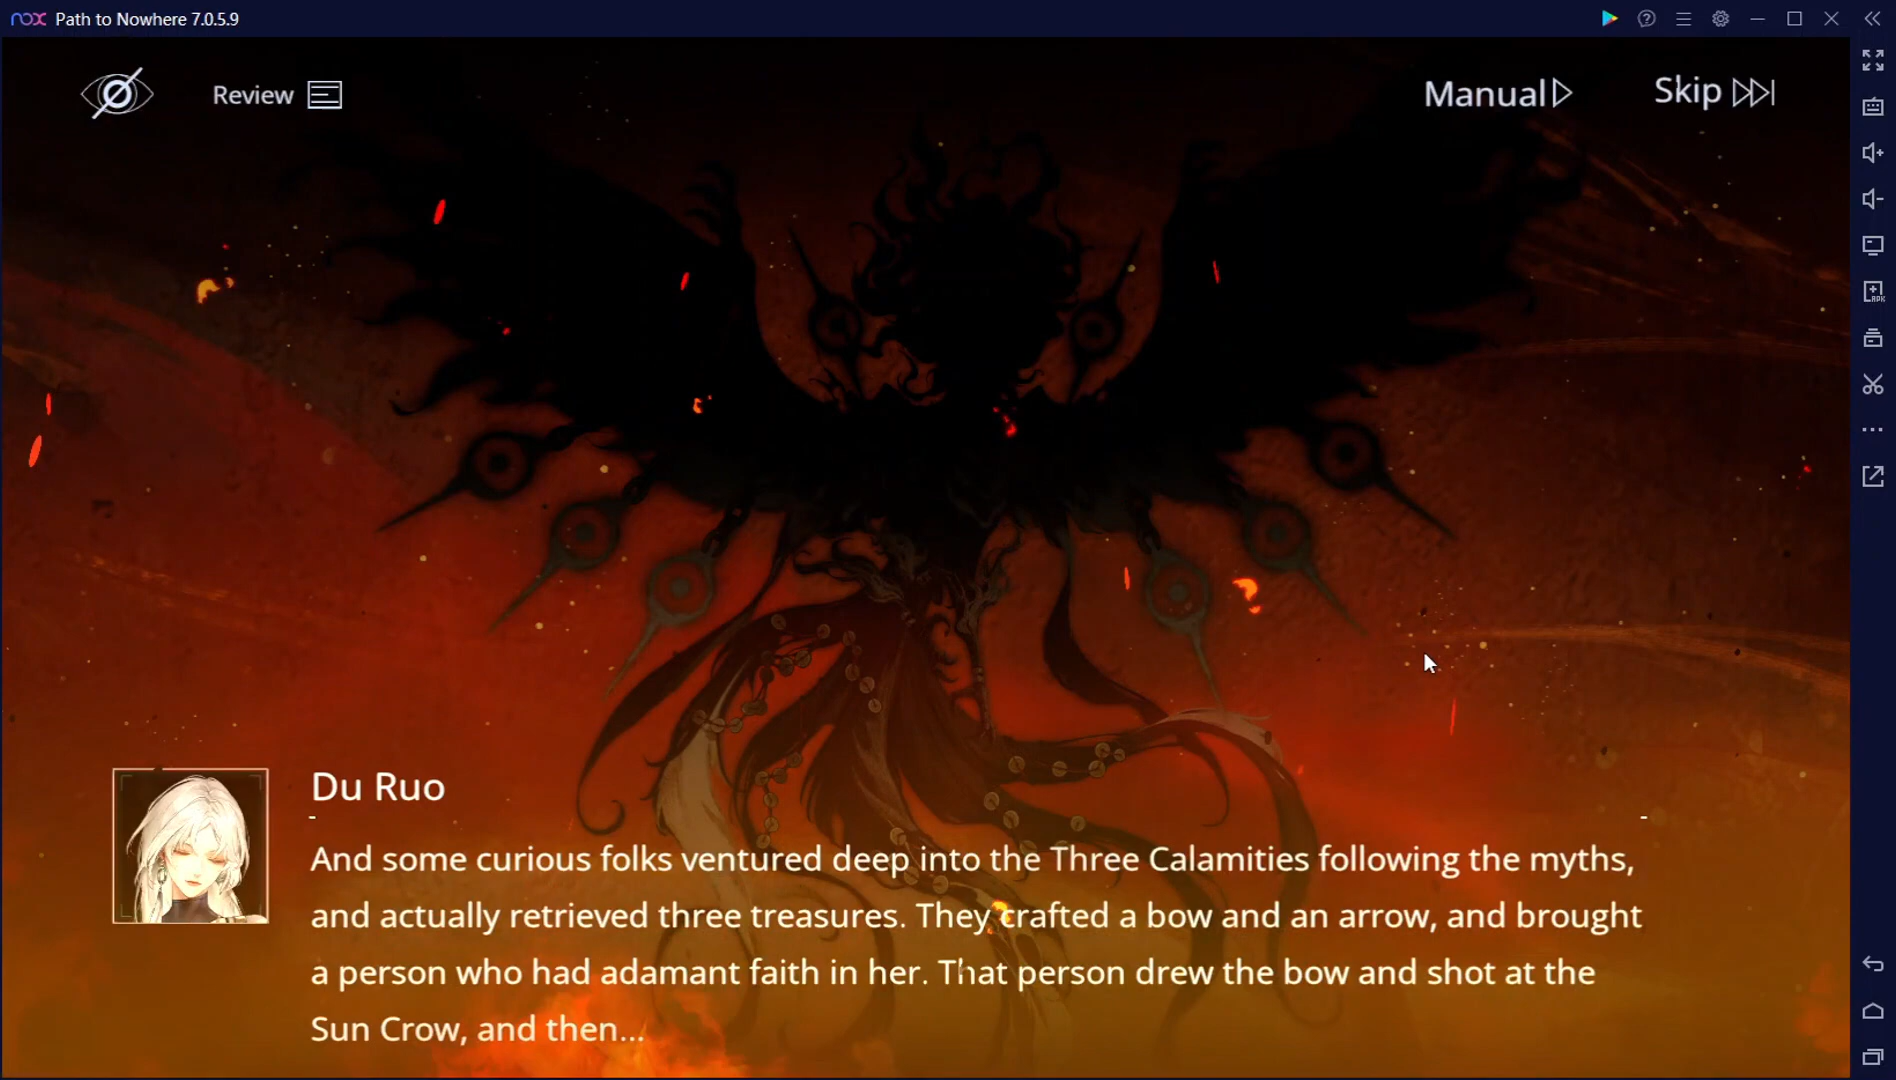 nox Path to Nowhere 7.0.5.9
Review
Manual
Skip
Du Ruo
And some curious folks ventured deep into the Three Calamities following the myths,
and actually retrieved three treasures. They crafted a bow and an arrow, and brought
a person who had adamant faith in her. That person drew the bow and shot at the
Sun Crow, and then...